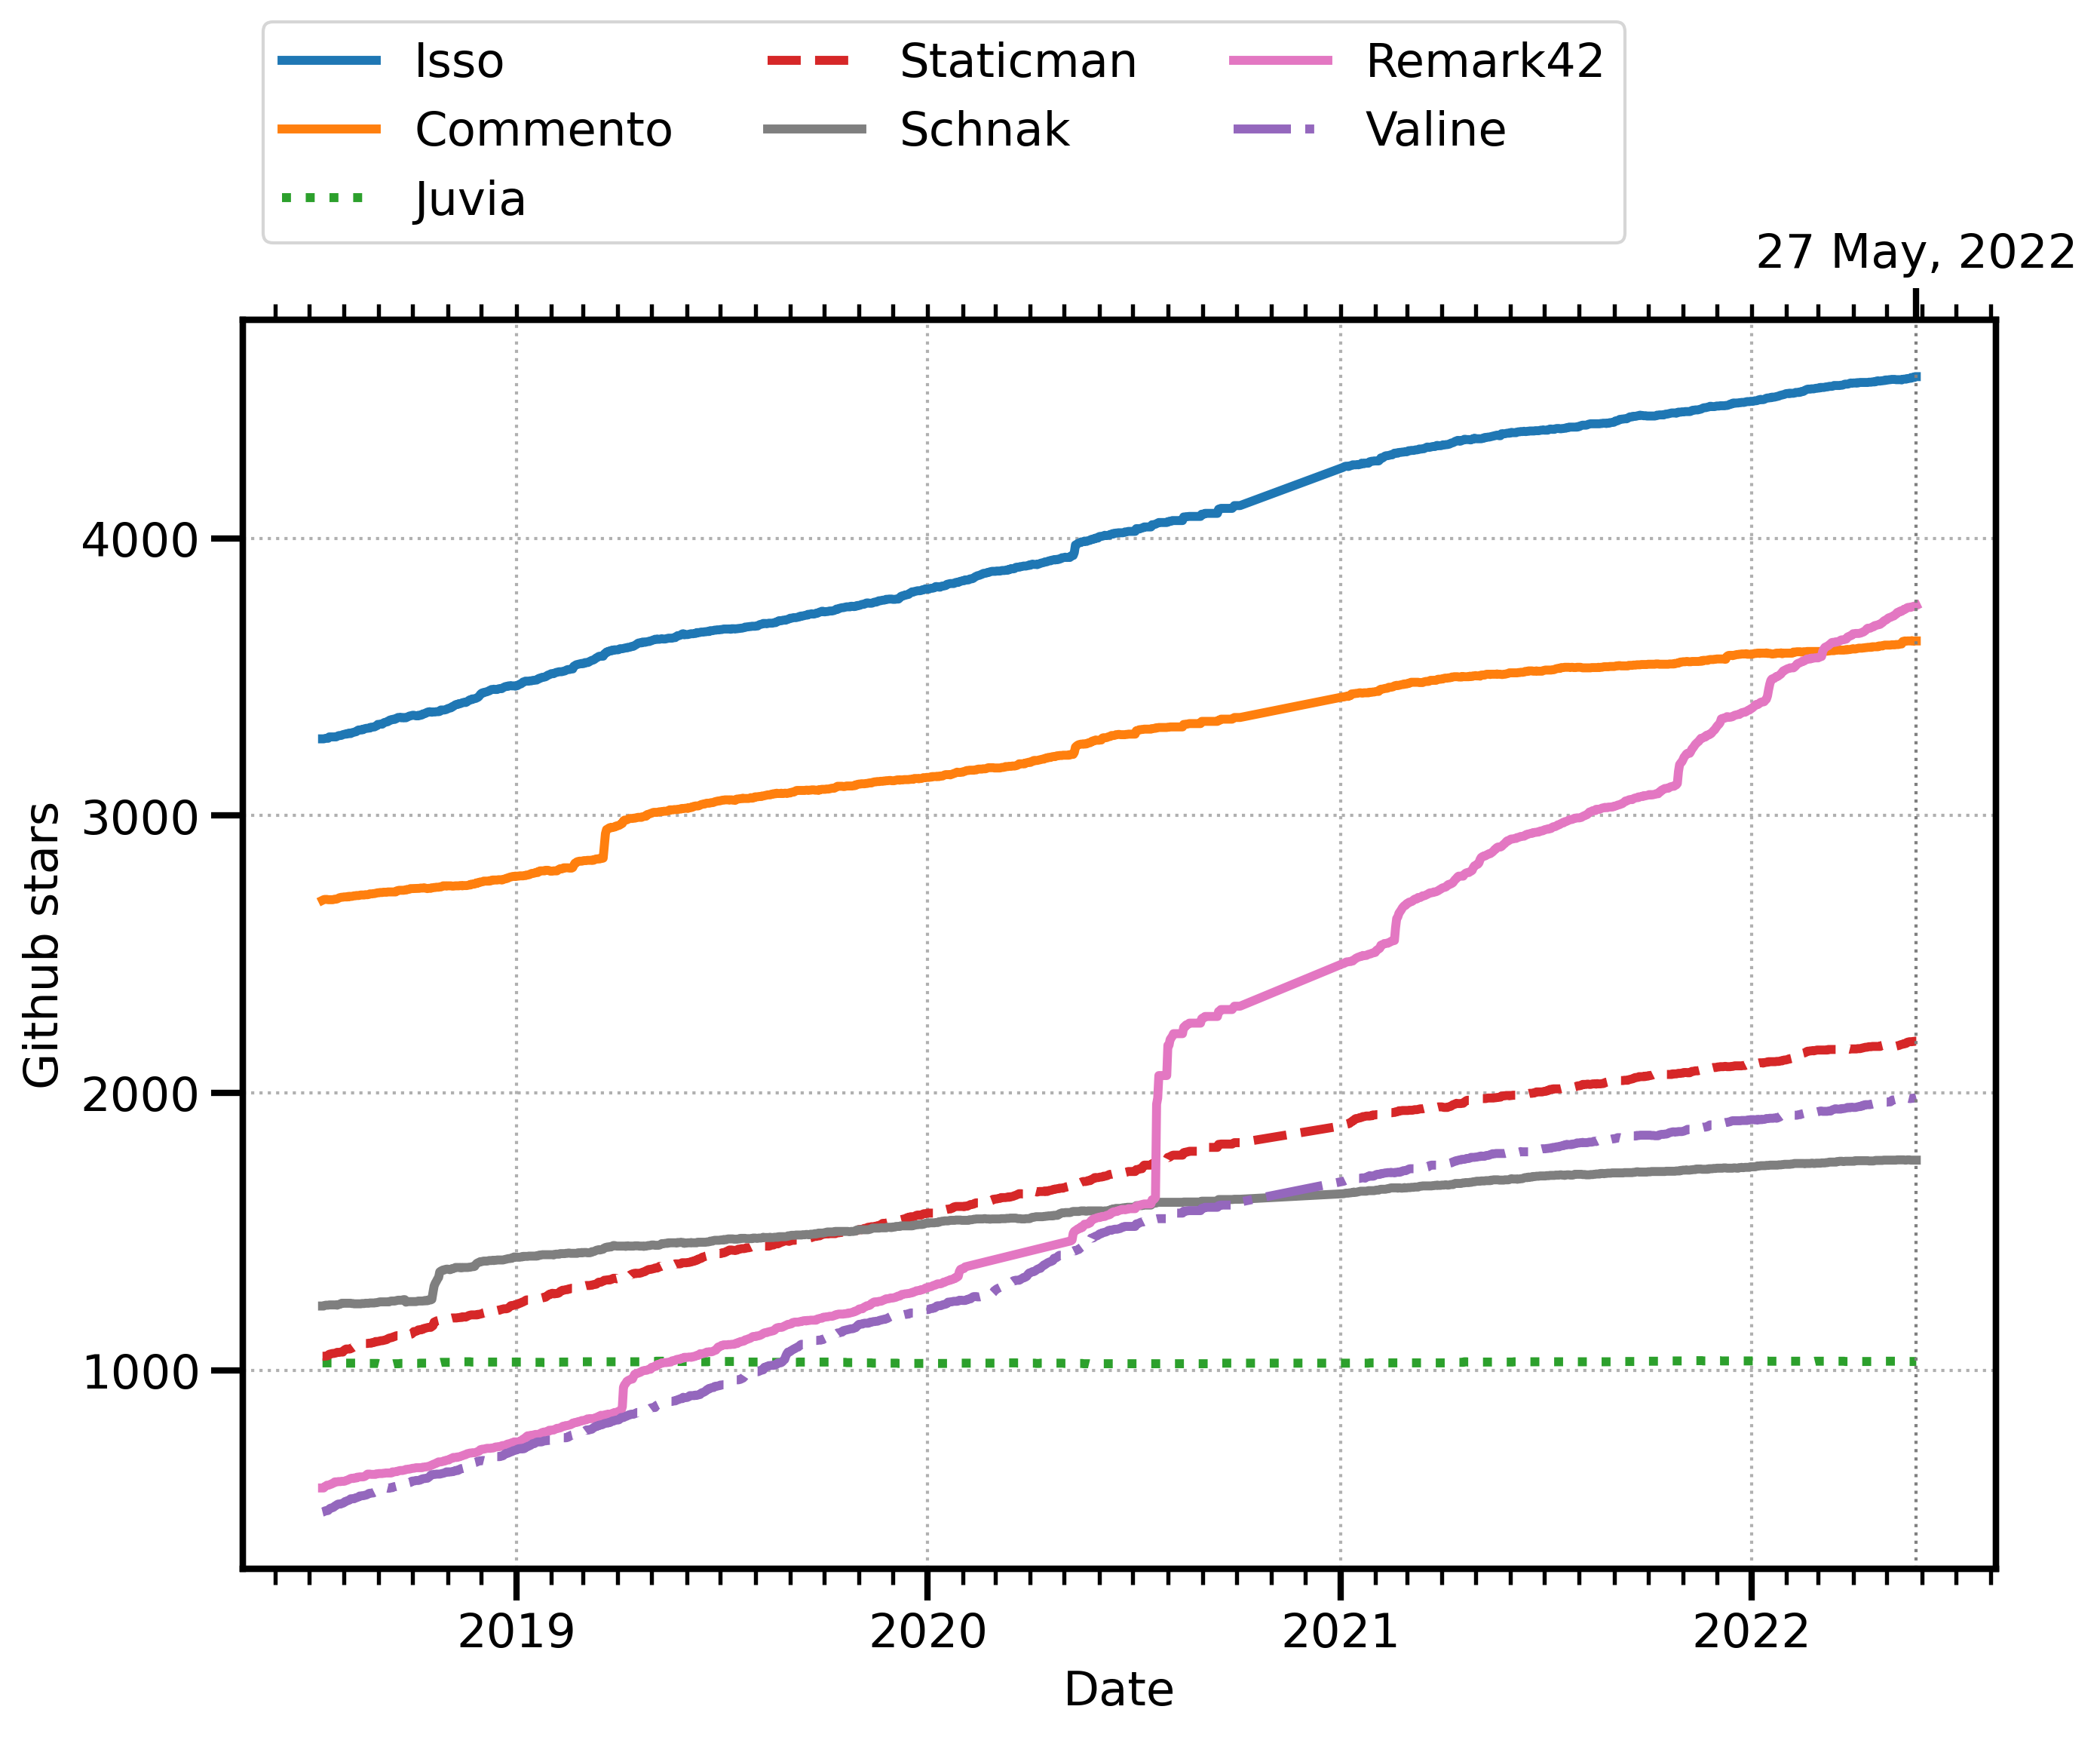 Isso
Commento
Juvia
Staticman
Schnak
Remark42
Valine
27 May, 2022
4000
3000
2000
1000
Github stars
2019
2020
2021
2022
Date